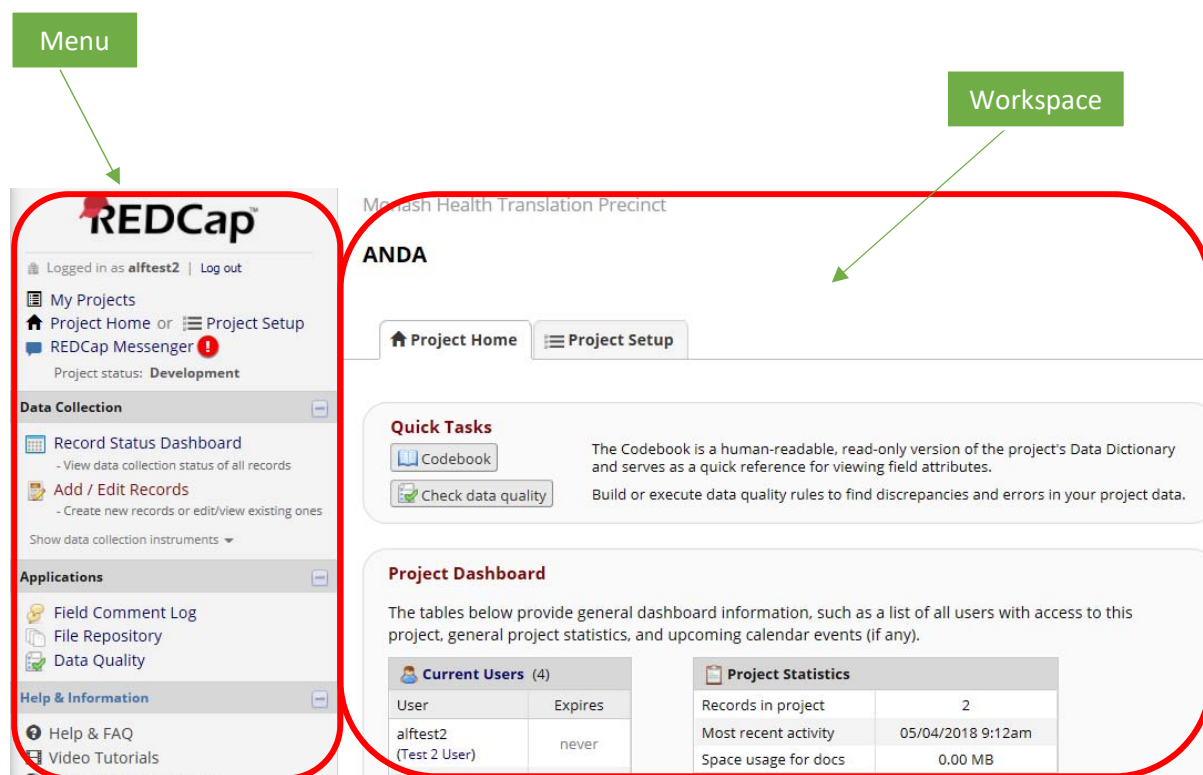 Menu
Workspace
REDCap
Logged in as alftest2 | Log out
My Projects
Project Home or Project Setup
REDCap Messenger
Project status: Development
Data Collection
Record Status Dashboard
- View data collection status of all records
Add / Edit Records
- Create new records or edit/view existing ones
Show data collection instruments
Applications
Field Comment Log
File Repository
Data Quality
Help & Information
Help & FAQ
Video Tutorials
Monash Health Translation Precinct
ANDA
Project Home Project Setup
Quick Tasks
Codebook
The Codebook is a human-readable, read-only version of the project's Data Dictionary
and serves as a quick reference for viewing field attributes.
Check data quality
Build or execute data quality rules to find discrepancies and errors in your project data.
Project Dashboard
The tables below provide general dashboard information, such as a list of all users with access to this
project, general project statistics, and upcoming calendar events (if any).
Current Users (4)
User Expires
alftest2
(Test 2 User)
never
Project Statistics
Records in project 2
Most recent activity 05/04/2018 9:12am
Space usage for docs 0.00 MB